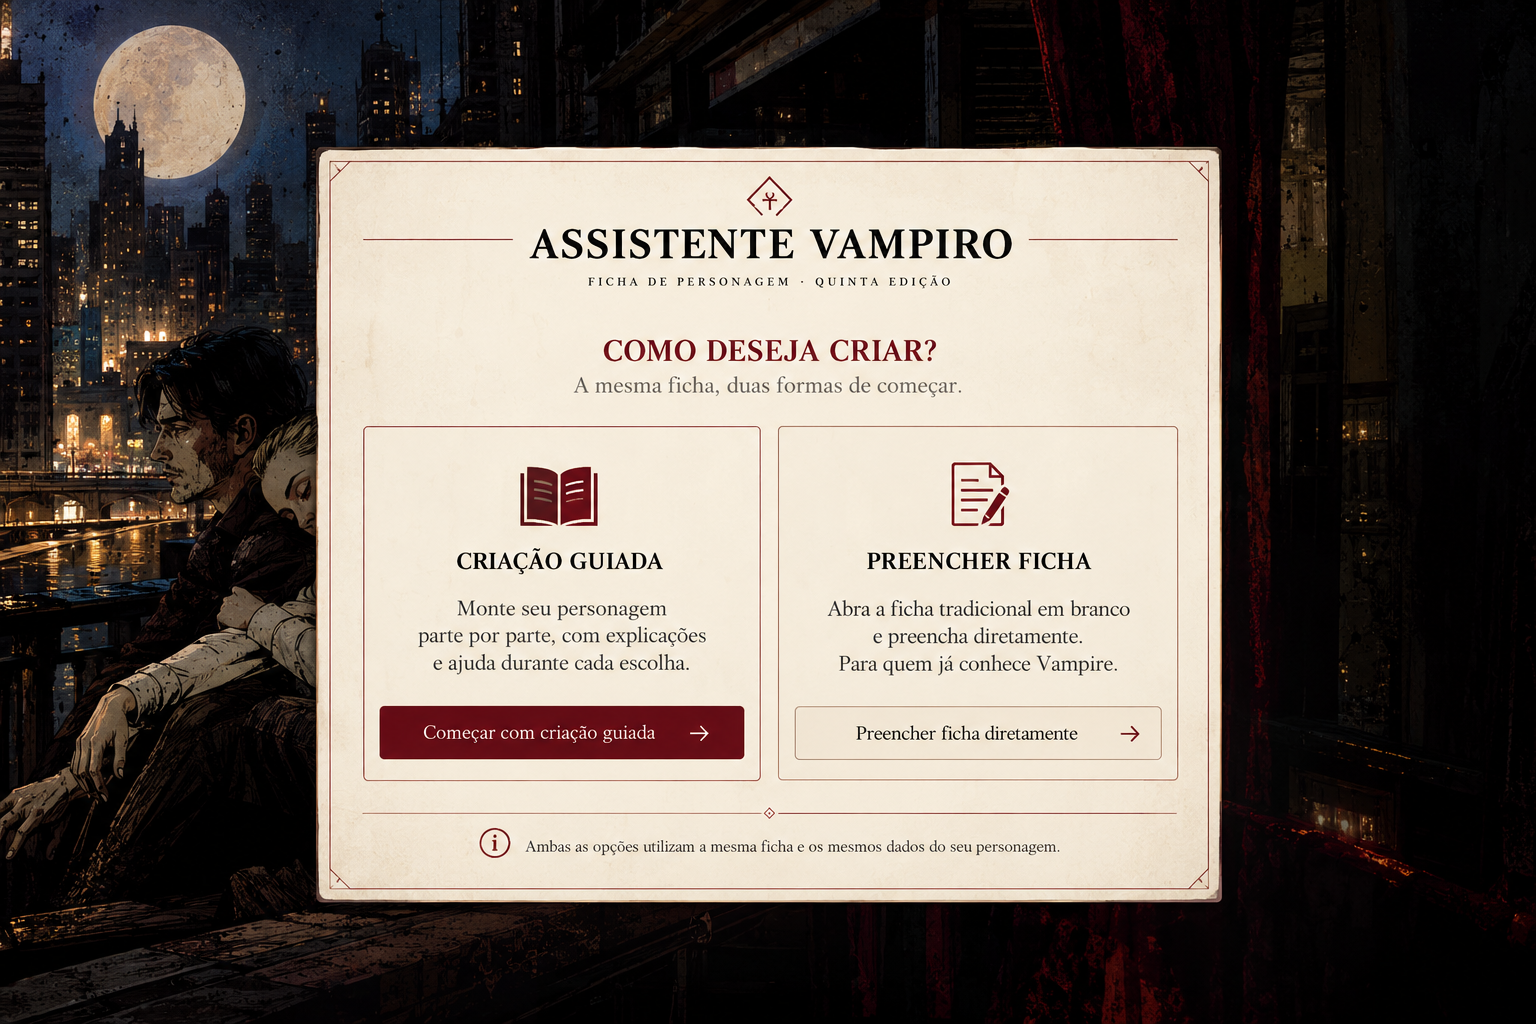 ASSISTENTE VAMPIRO
FICHA DE PERSONAGEM · QUINTA EDIÇÃO
COMO DESEJA CRIAR?
A mesma ficha, duas formas de começar.
CRIAÇÃO GUIADA
Monte seu personagem
parte por parte, com explicações
e ajuda durante cada escolha.
Começar com criação guiada →
PREENCHER FICHA
Abra a ficha tradicional em branco
e preencha diretamente.
Para quem já conhece Vampire.
Preencher ficha diretamente →
i Ambas as opções utilizam a mesma ficha e os mesmos dados do seu personagem.